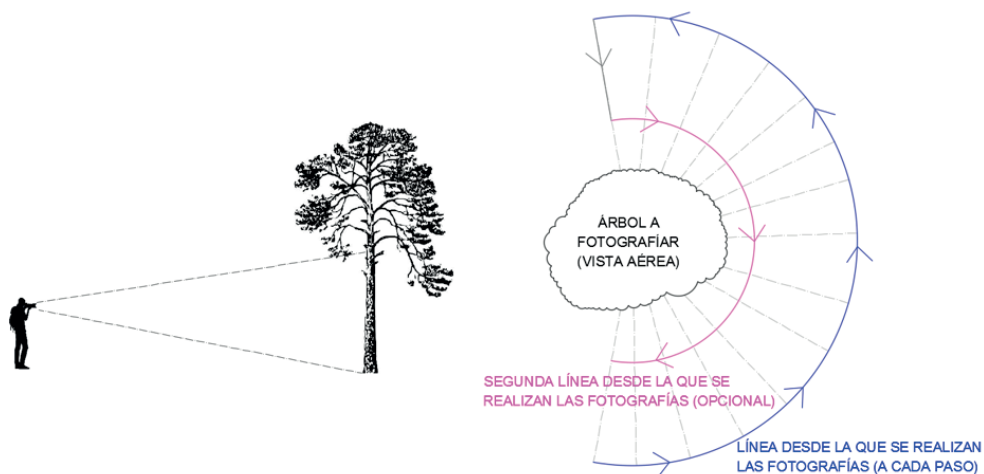 ÁRBOL A
FOTOGRAFÍAR
(VISTA AÉREA)
SEGUNDA LÍNEA DESDE LA QUE SE
REALIZAN LAS FOTOGRAFÍAS (OPCIONAL)
LÍNEA DESDE LA QUE SE REALIZAN
LAS FOTOGRAFÍAS (A CADA PASO)